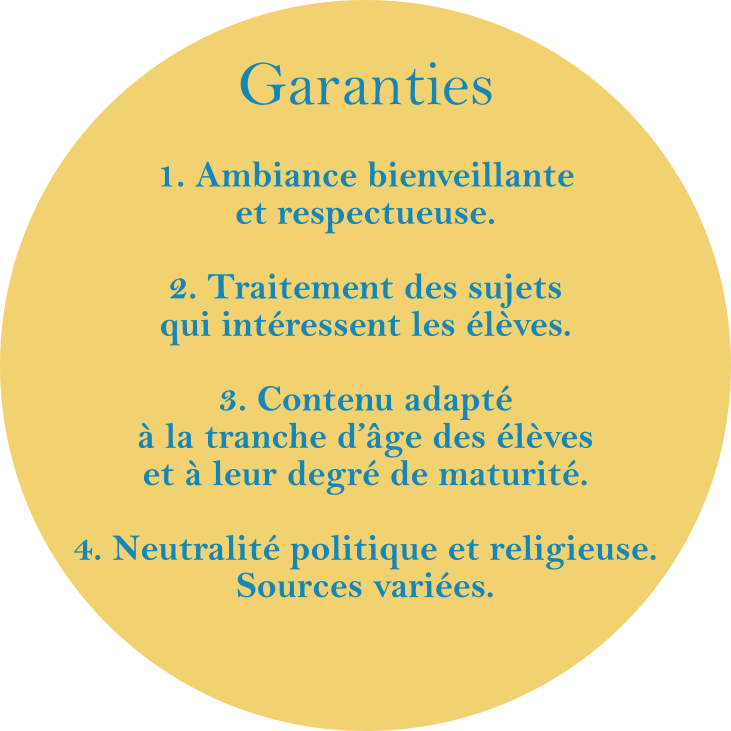 Garanties
1. Ambiance bienveillante
et respectueuse.
2. Traitement des sujets
qui intéressent les élèves.
3. Contenu adapté
à la tranche d’âge des élèves
et à leur degré de maturité.
4. Neutralité politique et religieuse.
Sources variées.